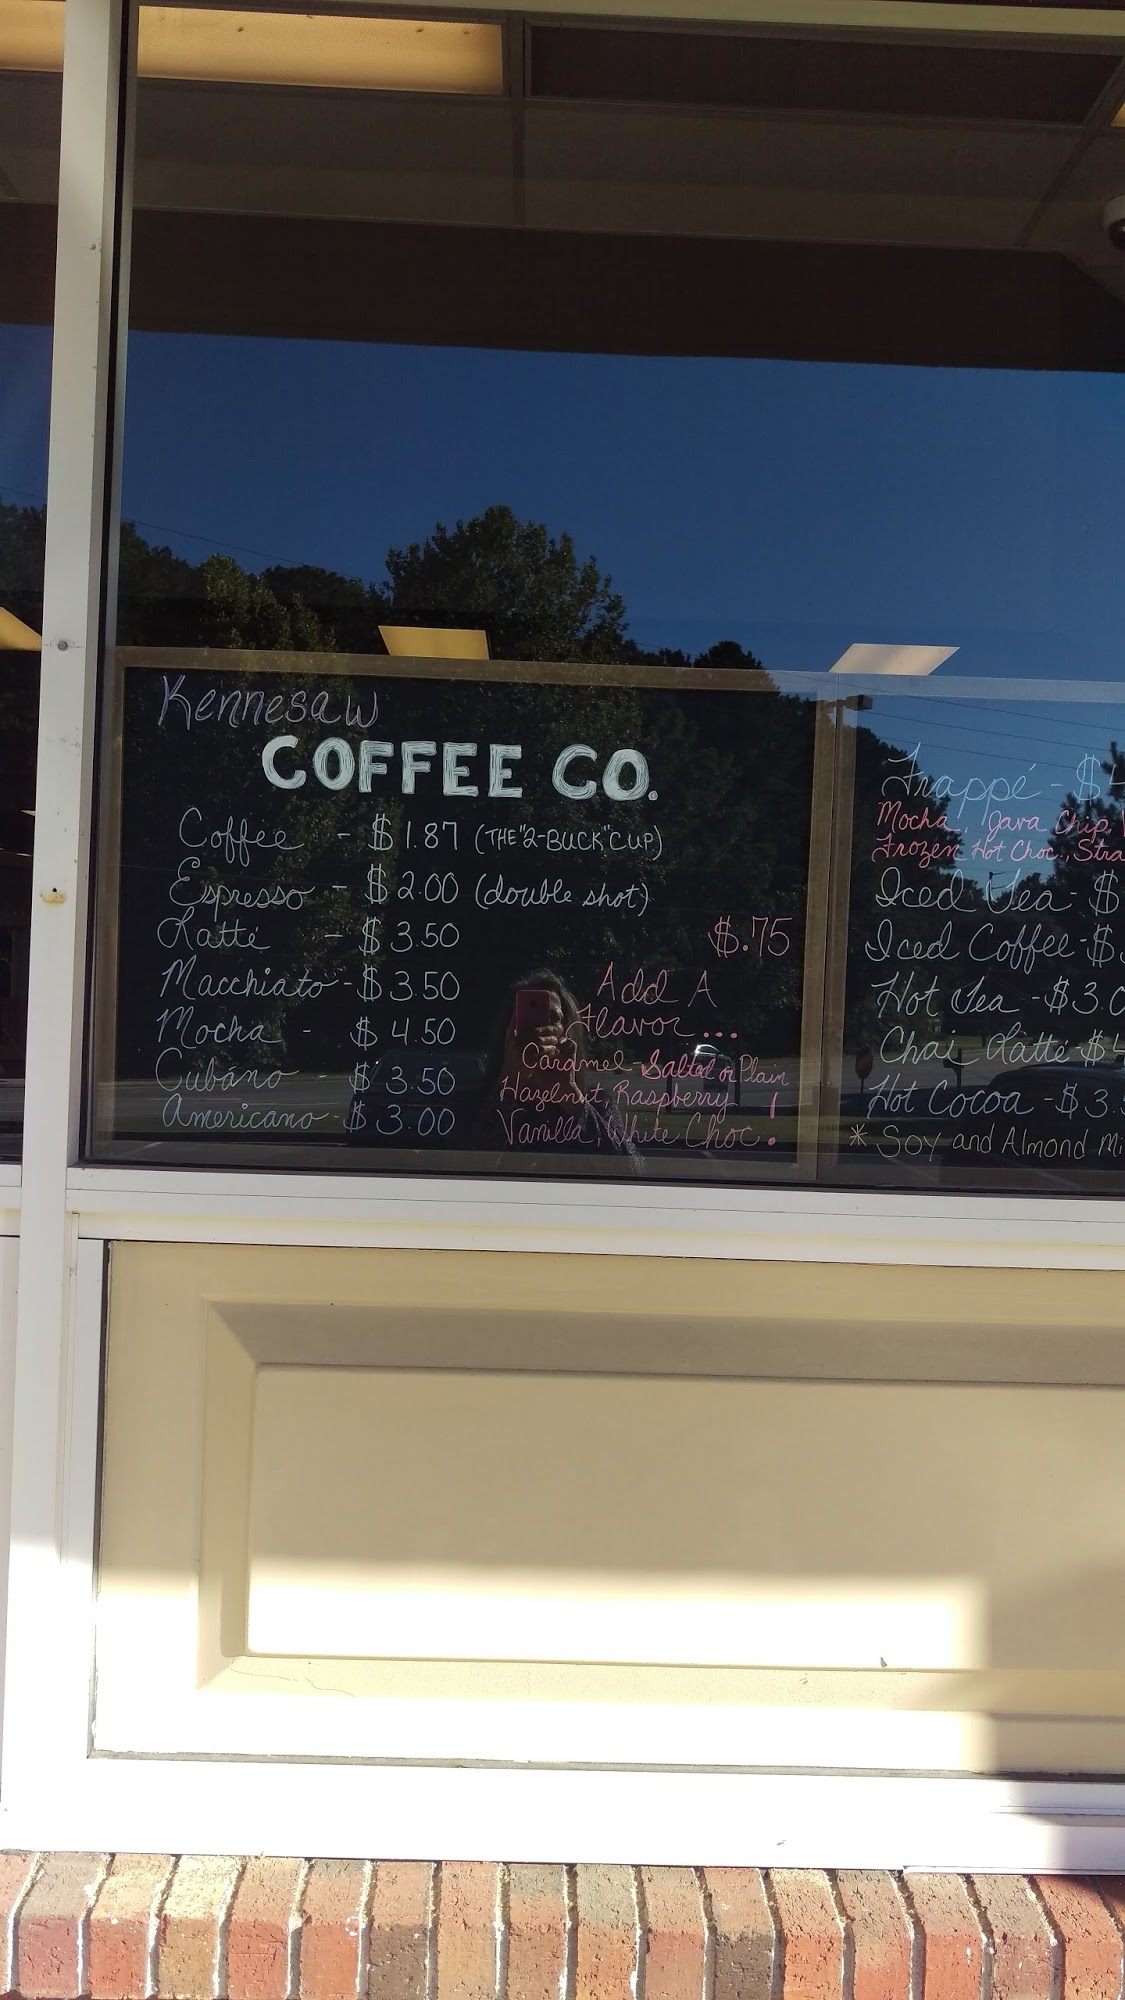 Kennesaw
COFFEE CO.
Coffee - $1.87 (THE "2-BUCK" CUP)
Espresso - $2.00 (double shot)
Latté - $3.50
Macchiato - $3.50
Mocha - $4.50
Cubáno - $3.50
Americano - $3.00
$.75
Add A
Flavor...
Caramel - Salted or Plain
Hazelnut, Raspberry
Vanilla, White Choc.!
Frappé - $
Mocha, Java Chip,
Frozen Hot Choc.,
Iced Tea - $
Iced Coffee - $
Hot Tea - $3.0
Chai Latté $4
Hot Cocoa - $3.
* Soy and Almond